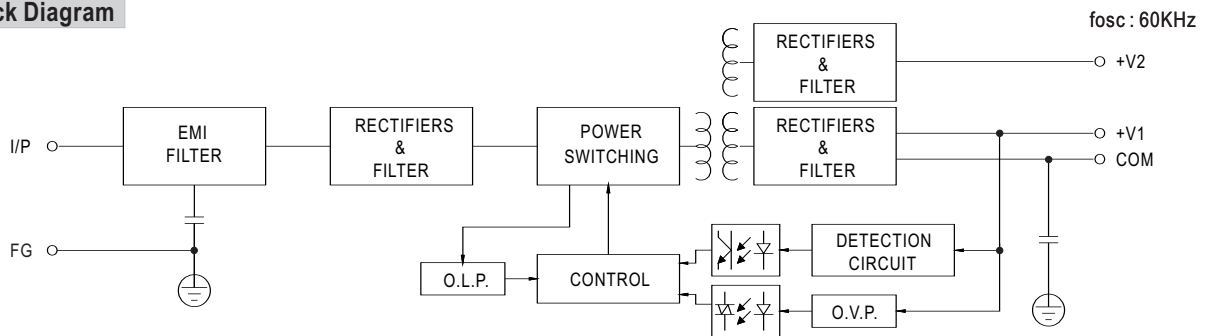 ck Diagram
fosc : 60KHz
RECTIFIERS
&
FILTER
+V2
I/P
EMI
FILTER
RECTIFIERS
&
FILTER
POWER
SWITCHING
RECTIFIERS
&
FILTER
+V1
COM
FG
O.L.P.
CONTROL
DETECTION
CIRCUIT
O.V.P.